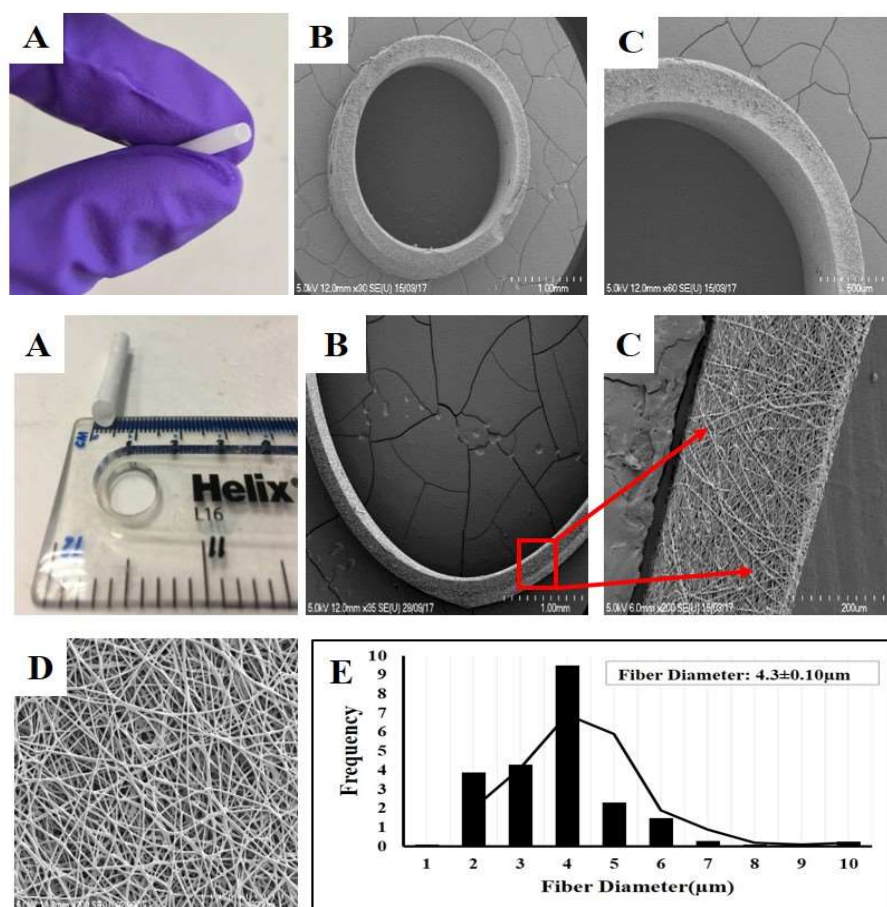 A
B
C
5.0kV 12.0mm x30 SE(U) 15/03/17
1.00mm
5.0kV 12.0mm x60 SE(U) 15/03/17
500um
A
B
C
CM
Helix
L16
11
5.0kV 12.0mm x35 SE(U) 28/09/17
1.00mm
5.0kV 6.0mm x200 SE(U) 15/03/17
200um
D
E
Fiber Diameter: 4.3±0.10µm
Frequency
10
9
8
7
6
5
4
3
2
1
0
1 2 3 4 5 6 7 8 9 10
Fiber Diameter(µm)